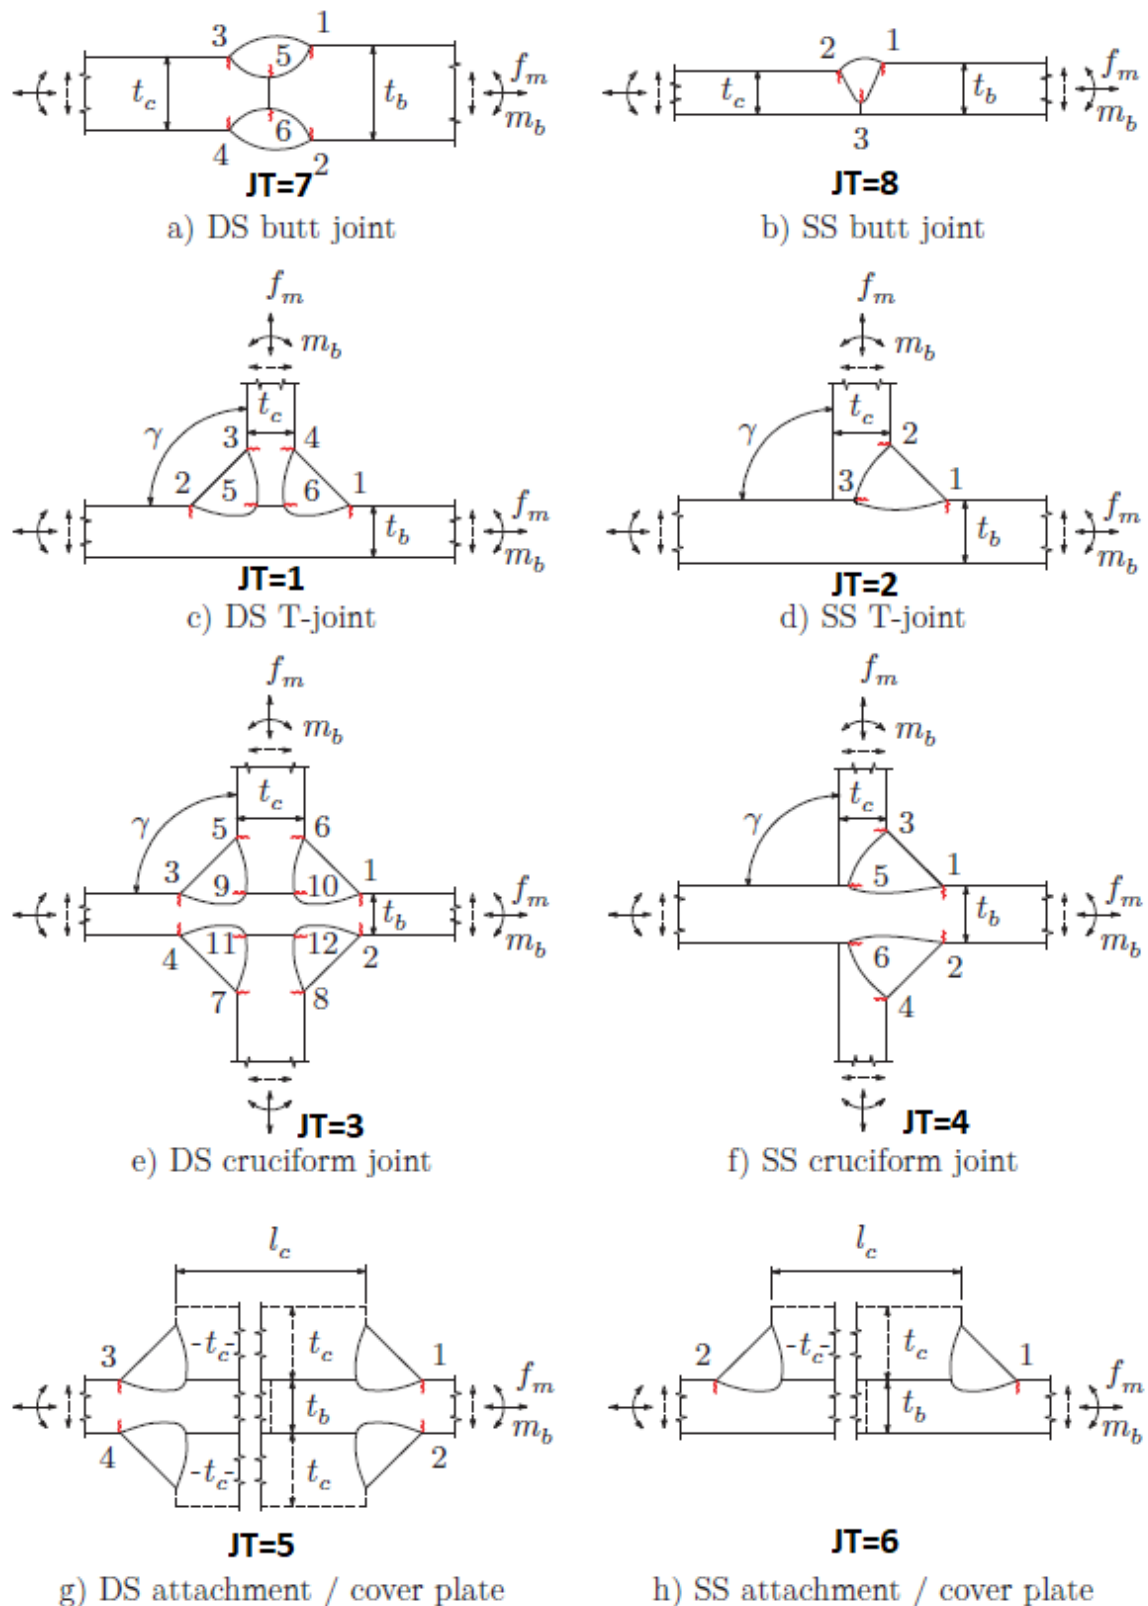 3 5 1
t_c t_b f_m
m_b
4 6 2
JT=7
a) DS butt joint
2 1
t_c t_b f_m
m_b
3
JT=8
b) SS butt joint
f_m
m_b
t_c
γ 3 4
2 5 6 1
t_b f_m
m_b
JT=1
c) DS T-joint
f_m
m_b
t_c
γ 2
3 1
t_b f_m
m_b
JT=2
d) SS T-joint
f_m
m_b
t_c
γ 5 6
3 9 10 1
t_b f_m
m_b
4 11 12 2
7 8
JT=3
e) DS cruciform joint
f_m
m_b
t_c
γ 3
5 1
t_b f_m
m_b
6 2
4
JT=4
f) SS cruciform joint
l_c
3 -t_c- t_c 1
t_b f_m
m_b
4 -t_c- t_c 2
JT=5
g) DS attachment / cover plate
l_c
2 -t_c- t_c 1
t_b f_m
m_b
JT=6
h) SS attachment / cover plate